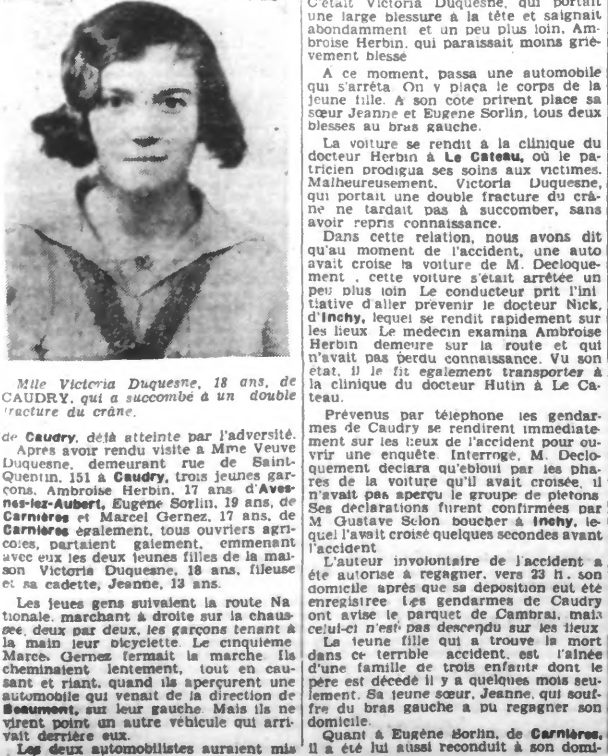 Mlle Victoria Duquesne, 18 ans, de
CAUDRY, qui a succombé à un double
fracture du crâne.
de Caudry, déjà atteinte par l'adversité.
Après avoir rendu visite à Mme Veuve
Duquesne, demeurant rue de Saint-
Quentin, 151 à Caudry, trois jeunes gar-
çons, Ambroise Herbin, 17 ans d'Aves-
nes-lez-Aubert, Eugène Sorlin, 19 ans, de
Carnières et Marcel Gernez, 17 ans, de
Carnières également, tous ouvriers agri-
coles, partaient gaiement, emmenant
avec eux les deux jeunes filles de la mai-
son Victoria Duquesne, 18 ans, fileuse
et sa cadette, Jeanne, 13 ans.
Les jeues gens suivaient la route Na
tionale, marchant à droite sur la chaus-
sée, deux par deux, les garçons tenant à
la main leur bicyclette. Le cinquième
Marcel Gernez fermait la marche Ils
cheminaient lentement, tout en cau-
sant et riant, quand ils aperçurent une
automobile qui venait de la direction de
Beaumont, sur leur gauche. Mais ils ne
virent point un autre véhicule qui arri-
vait derrière eux.
Les deux automobilistes auraient mis
C'était Victoria Duquesne, qui portait
une large blessure à la tête et saignait
abondamment et un peu plus loin, Am-
broise Herbin, qui paraissait moins griè-
vement blessé
A ce moment, passa une automobile
qui s'arrêta. On y plaça le corps de la
jeune fille. A son côté prirent place sa
sœur Jeanne et Eugène Sorlin, tous deux
blessés au bras gauche.
La voiture se rendit à la clinique du
docteur Herbin à Le Cateau, où le pa-
tricien prodigua ses soins aux victimes.
Malheureusement, Victoria Duquesne,
qui portait une double fracture du crâ-
ne ne tardait pas à succomber, sans
avoir repris connaissance.
Dans cette relation, nous avons dit
qu'au moment de l'accident, une auto
avait croisé la voiture de M. Decloque-
ment , cette voiture s'était arrêtée un
peu plus loin Le conducteur prit l'ini
tiative d'aller prévenir le docteur Nick,
d'Inchy, lequel se rendit rapidement sur
les lieux Le médecin examina Ambroise
Herbin demeuré sur la route et qui
n'avait pas perdu connaissance. Vu son
état, il le fit également transporter à
la clinique du docteur Hutin à Le Ca-
teau.
Prévenus par téléphone les gendar-
mes de Caudry se rendirent immédiate-
ment sur les lieux de l'accident pour ou-
vrir une enquête. Interrogé, M. Declo-
quement déclara qu'ébloui par les pha-
res de la voiture qu'il avait croisée, il
n'avait pas aperçu le groupe de piétons
Ses déclarations furent confirmées par
M Gustave Selon boucher à Inchy, le-
quel l'avait croisé quelques secondes avant
l'accident
L'auteur involontaire de l'accident a
été autorisé à regagner, vers 23 h. son
domicile après que sa déposition eut été
enregistrée Les gendarmes de Caudry
ont avisé le parquet de Cambrai, mais
celui-ci n'est pas descendu sur les lieux
La jeune fille qui a trouvé la mort
dans ce terrible accident, est l'aînée
d'une famille de trois enfants dont le
père est décédé il y a quelques mois seu-
lement. Sa jeune sœur, Jeanne, qui souf-
fre du bras gauche a pu regagner son
domicile.
Quant à Eugène Sorlin, de Carnières,
il a été lui aussi reconduit à son domi-